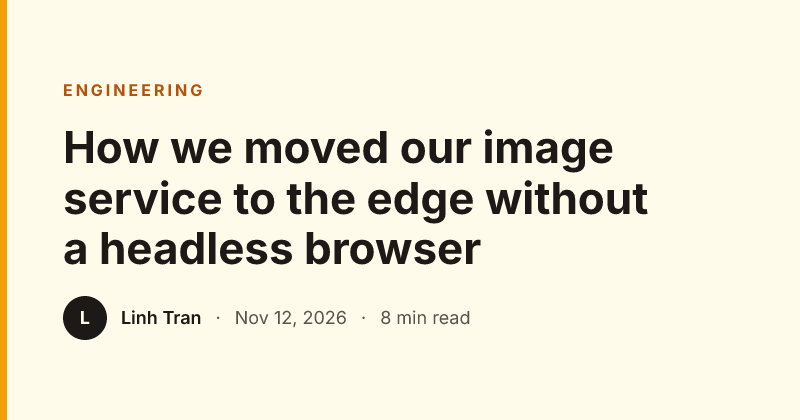 ENGINEERING
How we moved our image
service to the edge without
a headless browser
L Linh Tran · Nov 12, 2026 · 8 min read